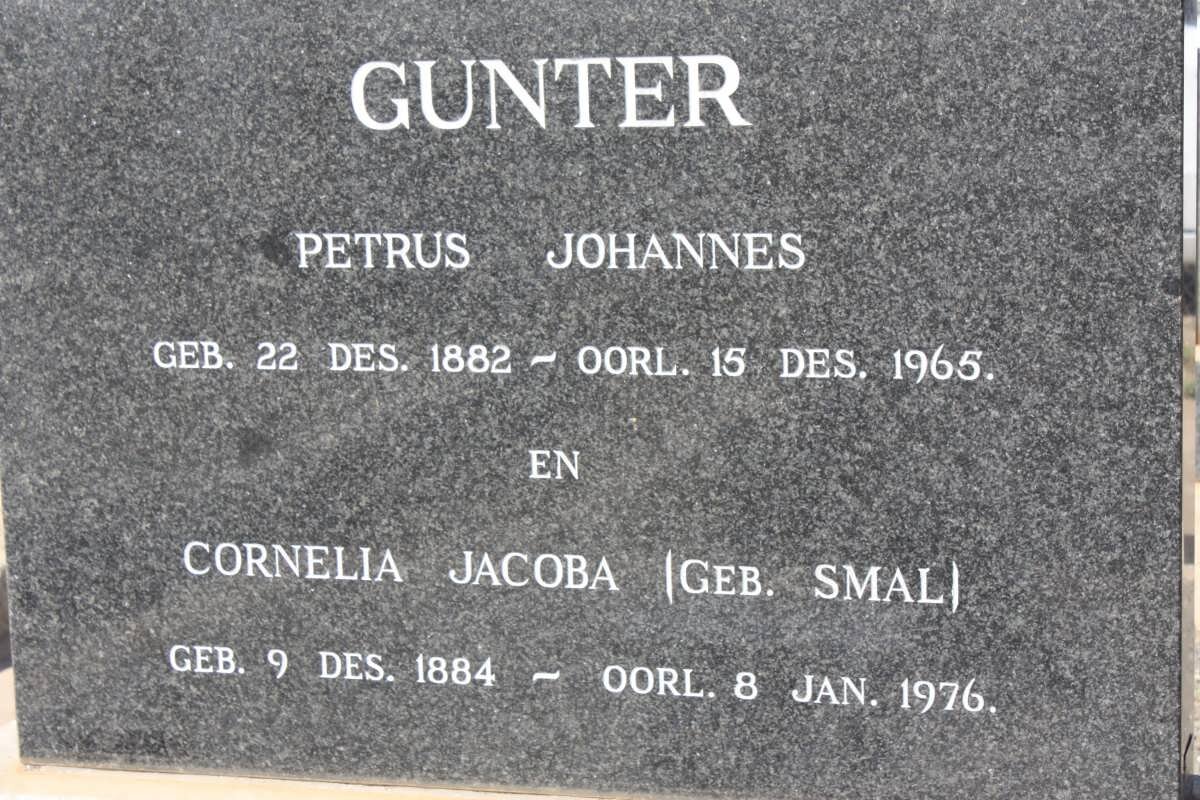 GUNTER
PETRUS JOHANNES
GEB. 22 DES. 1882 – OORL. 15 DES. 1965.
EN
CORNELIA JACOBA (GEB. SMAL)
GEB. 9 DES. 1884 – OORL. 8 JAN. 1976.